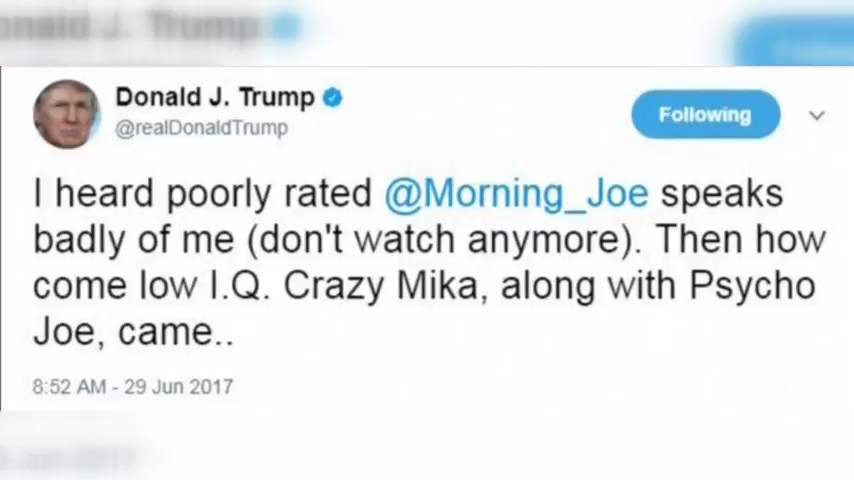 Donald J. Trump
@realDonaldTrump
Following
I heard poorly rated @Morning_Joe speaks
badly of me (don't watch anymore). Then how
come low I.Q. Crazy Mika, along with Psycho
Joe, came..
8:52 AM - 29 Jun 2017